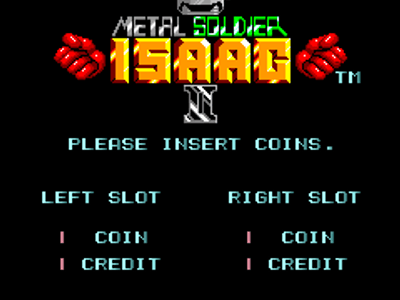 METAL SOLDIER
ISAAC
TM
II
PLEASE INSERT COINS.
LEFT SLOT RIGHT SLOT
1 COIN 1 COIN
1 CREDIT 1 CREDIT